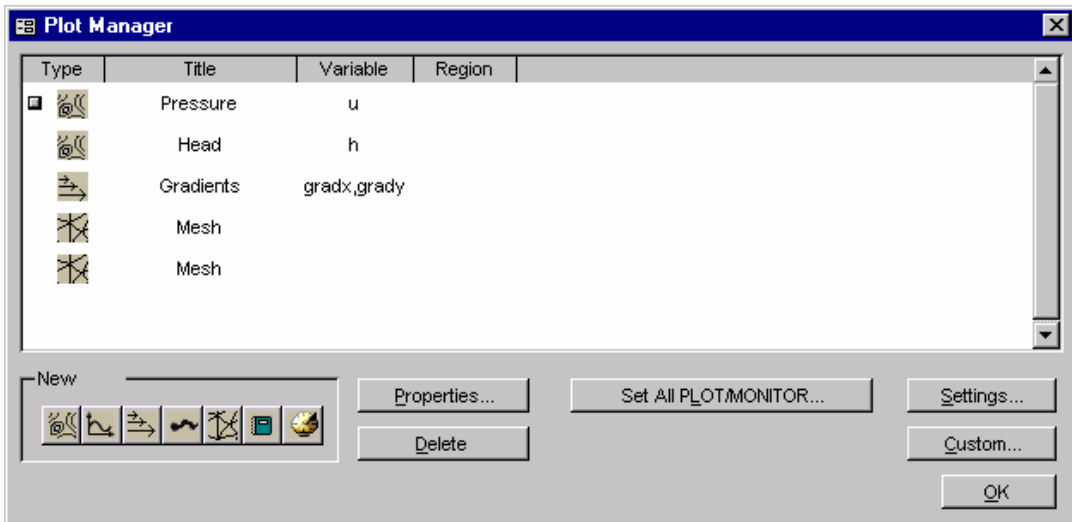 Plot Manager
Type Title Variable Region
Pressure u
Head h
Gradients gradx,grady
Mesh
Mesh
New
Properties... Set All PLOT/MONITOR... Settings...
Delete Custom...
OK